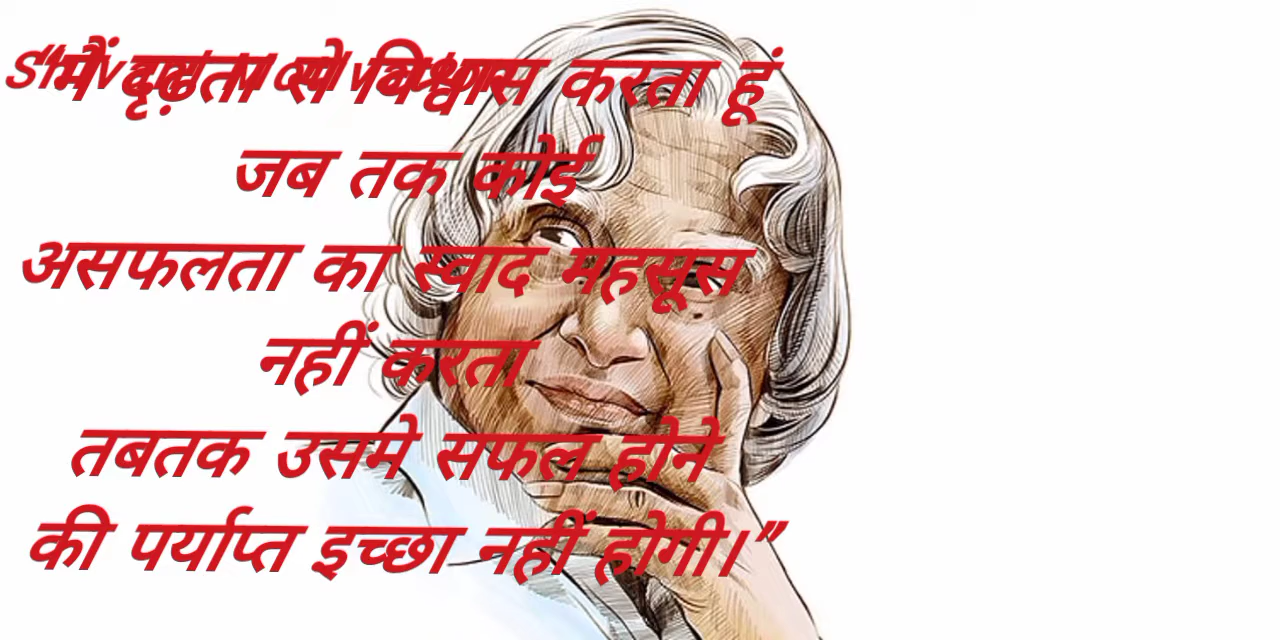 “मैं दृढ़ता से विश्वास करता हूं
जब तक कोई
असफलता का स्वाद महसूस
नहीं करता
तबतक उसमे सफल होने
की पर्याप्त इच्छा नहीं होगी।”